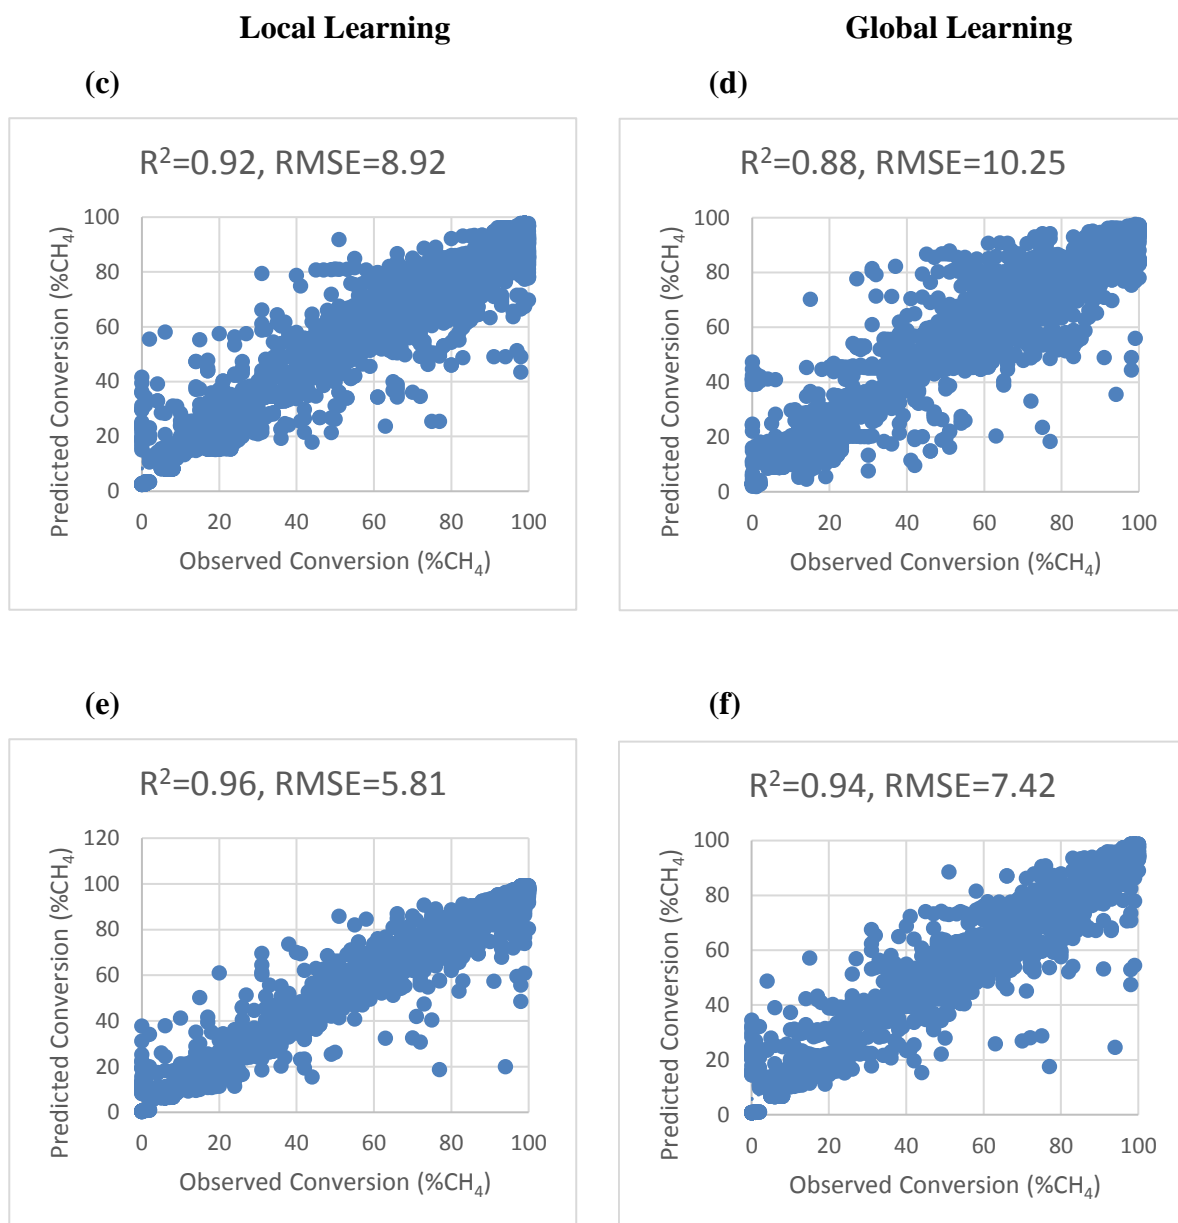 Local Learning
Global Learning
(c)
(d)
R²=0.92, RMSE=8.92
Predicted Conversion (%CH₄)
100
80
60
40
20
0
0 20 40 60 80 100
Observed Conversion (%CH₄)
R²=0.88, RMSE=10.25
Predicted Conversion (%CH₄)
100
80
60
40
20
0
0 20 40 60 80 100
Observed Conversion (%CH₄)
(e)
(f)
R²=0.96, RMSE=5.81
Predicted Conversion (%CH₄)
120
100
80
60
40
20
0
0 20 40 60 80 100
Observed Conversion (%CH₄)
R²=0.94, RMSE=7.42
Predicted Conversion (%CH₄)
100
80
60
40
20
0
0 20 40 60 80 100
Observed Conversion (%CH₄)